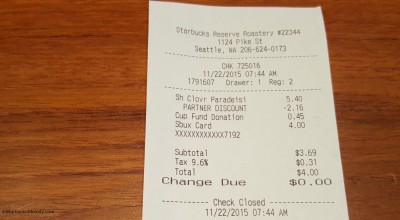 Starbucks Reserve Roastery #22344
1124 Pike St
Seattle, WA 206-624-0173
CHK 725016
11/22/2015 07:44 AM
1791607 Drawer: 1 Reg: 2
Sh Clovr Paradeisi 5.40
PARTNER DISCOUNT -2.16
Cup Fund Donation 0.45
Sbux Card 4.00
XXXXXXXXXXXX7192
Subtotal $3.69
Tax 9.6% $0.31
Total $4.00
Change Due $0.00
Check Closed
11/22/2015 07:44 AM